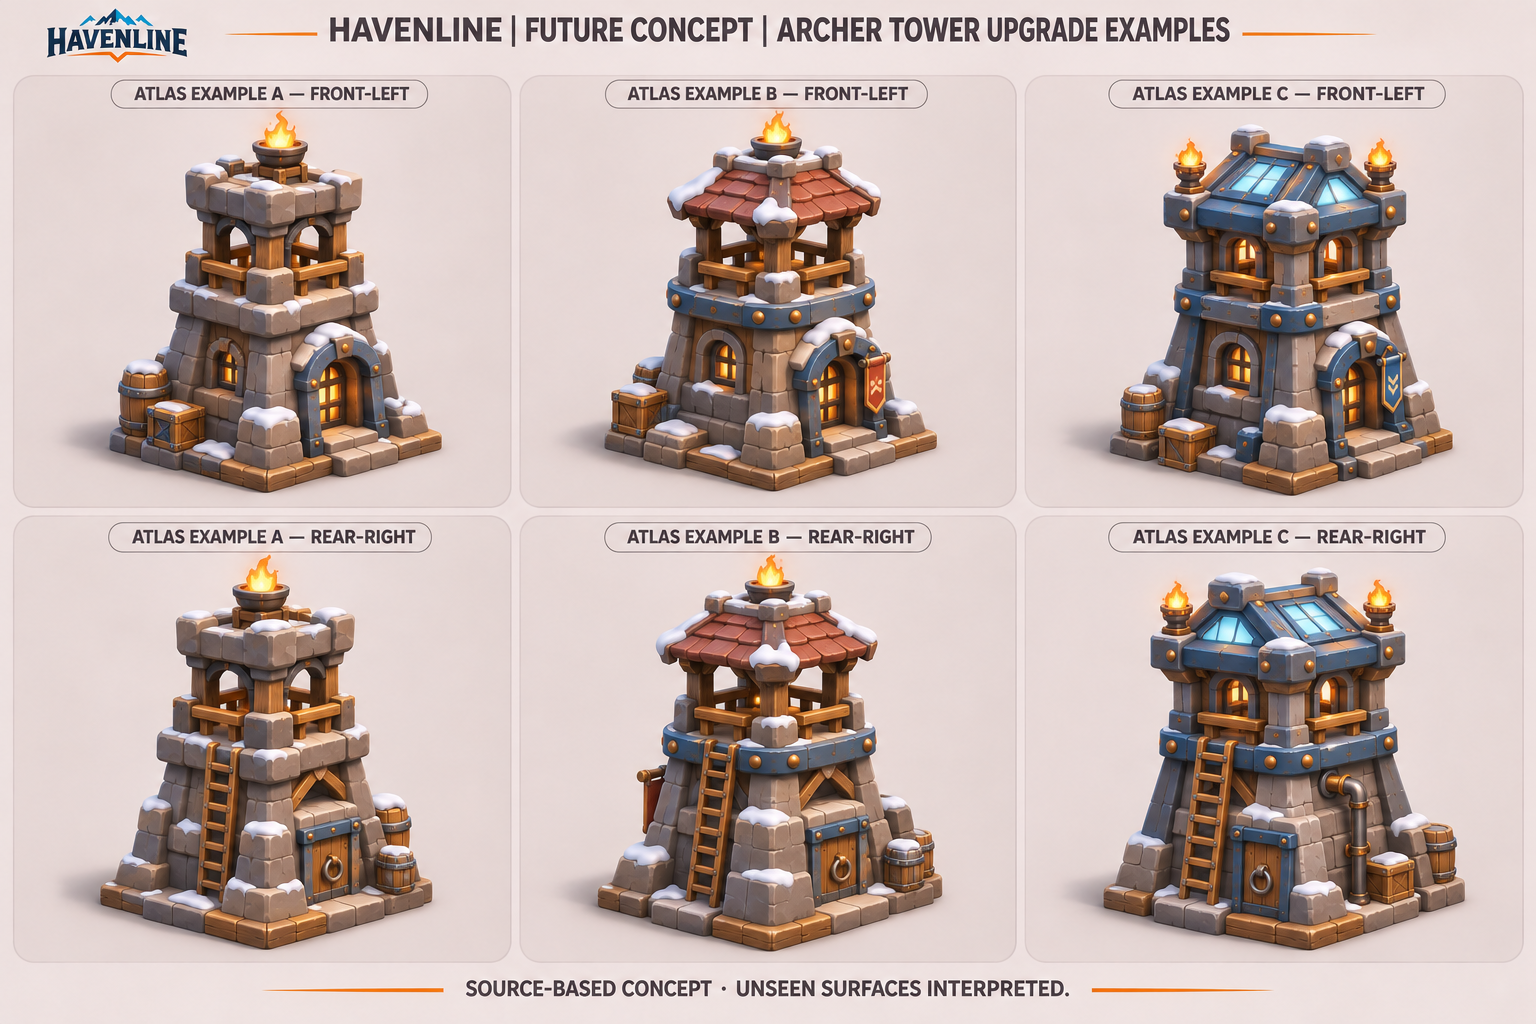 HAVENLINE
HAVENLINE | FUTURE CONCEPT | ARCHER TOWER UPGRADE EXAMPLES
ATLAS EXAMPLE A — FRONT-LEFT
ATLAS EXAMPLE B — FRONT-LEFT
ATLAS EXAMPLE C — FRONT-LEFT
ATLAS EXAMPLE A — REAR-RIGHT
ATLAS EXAMPLE B — REAR-RIGHT
ATLAS EXAMPLE C — REAR-RIGHT
SOURCE-BASED CONCEPT · UNSEEN SURFACES INTERPRETED.